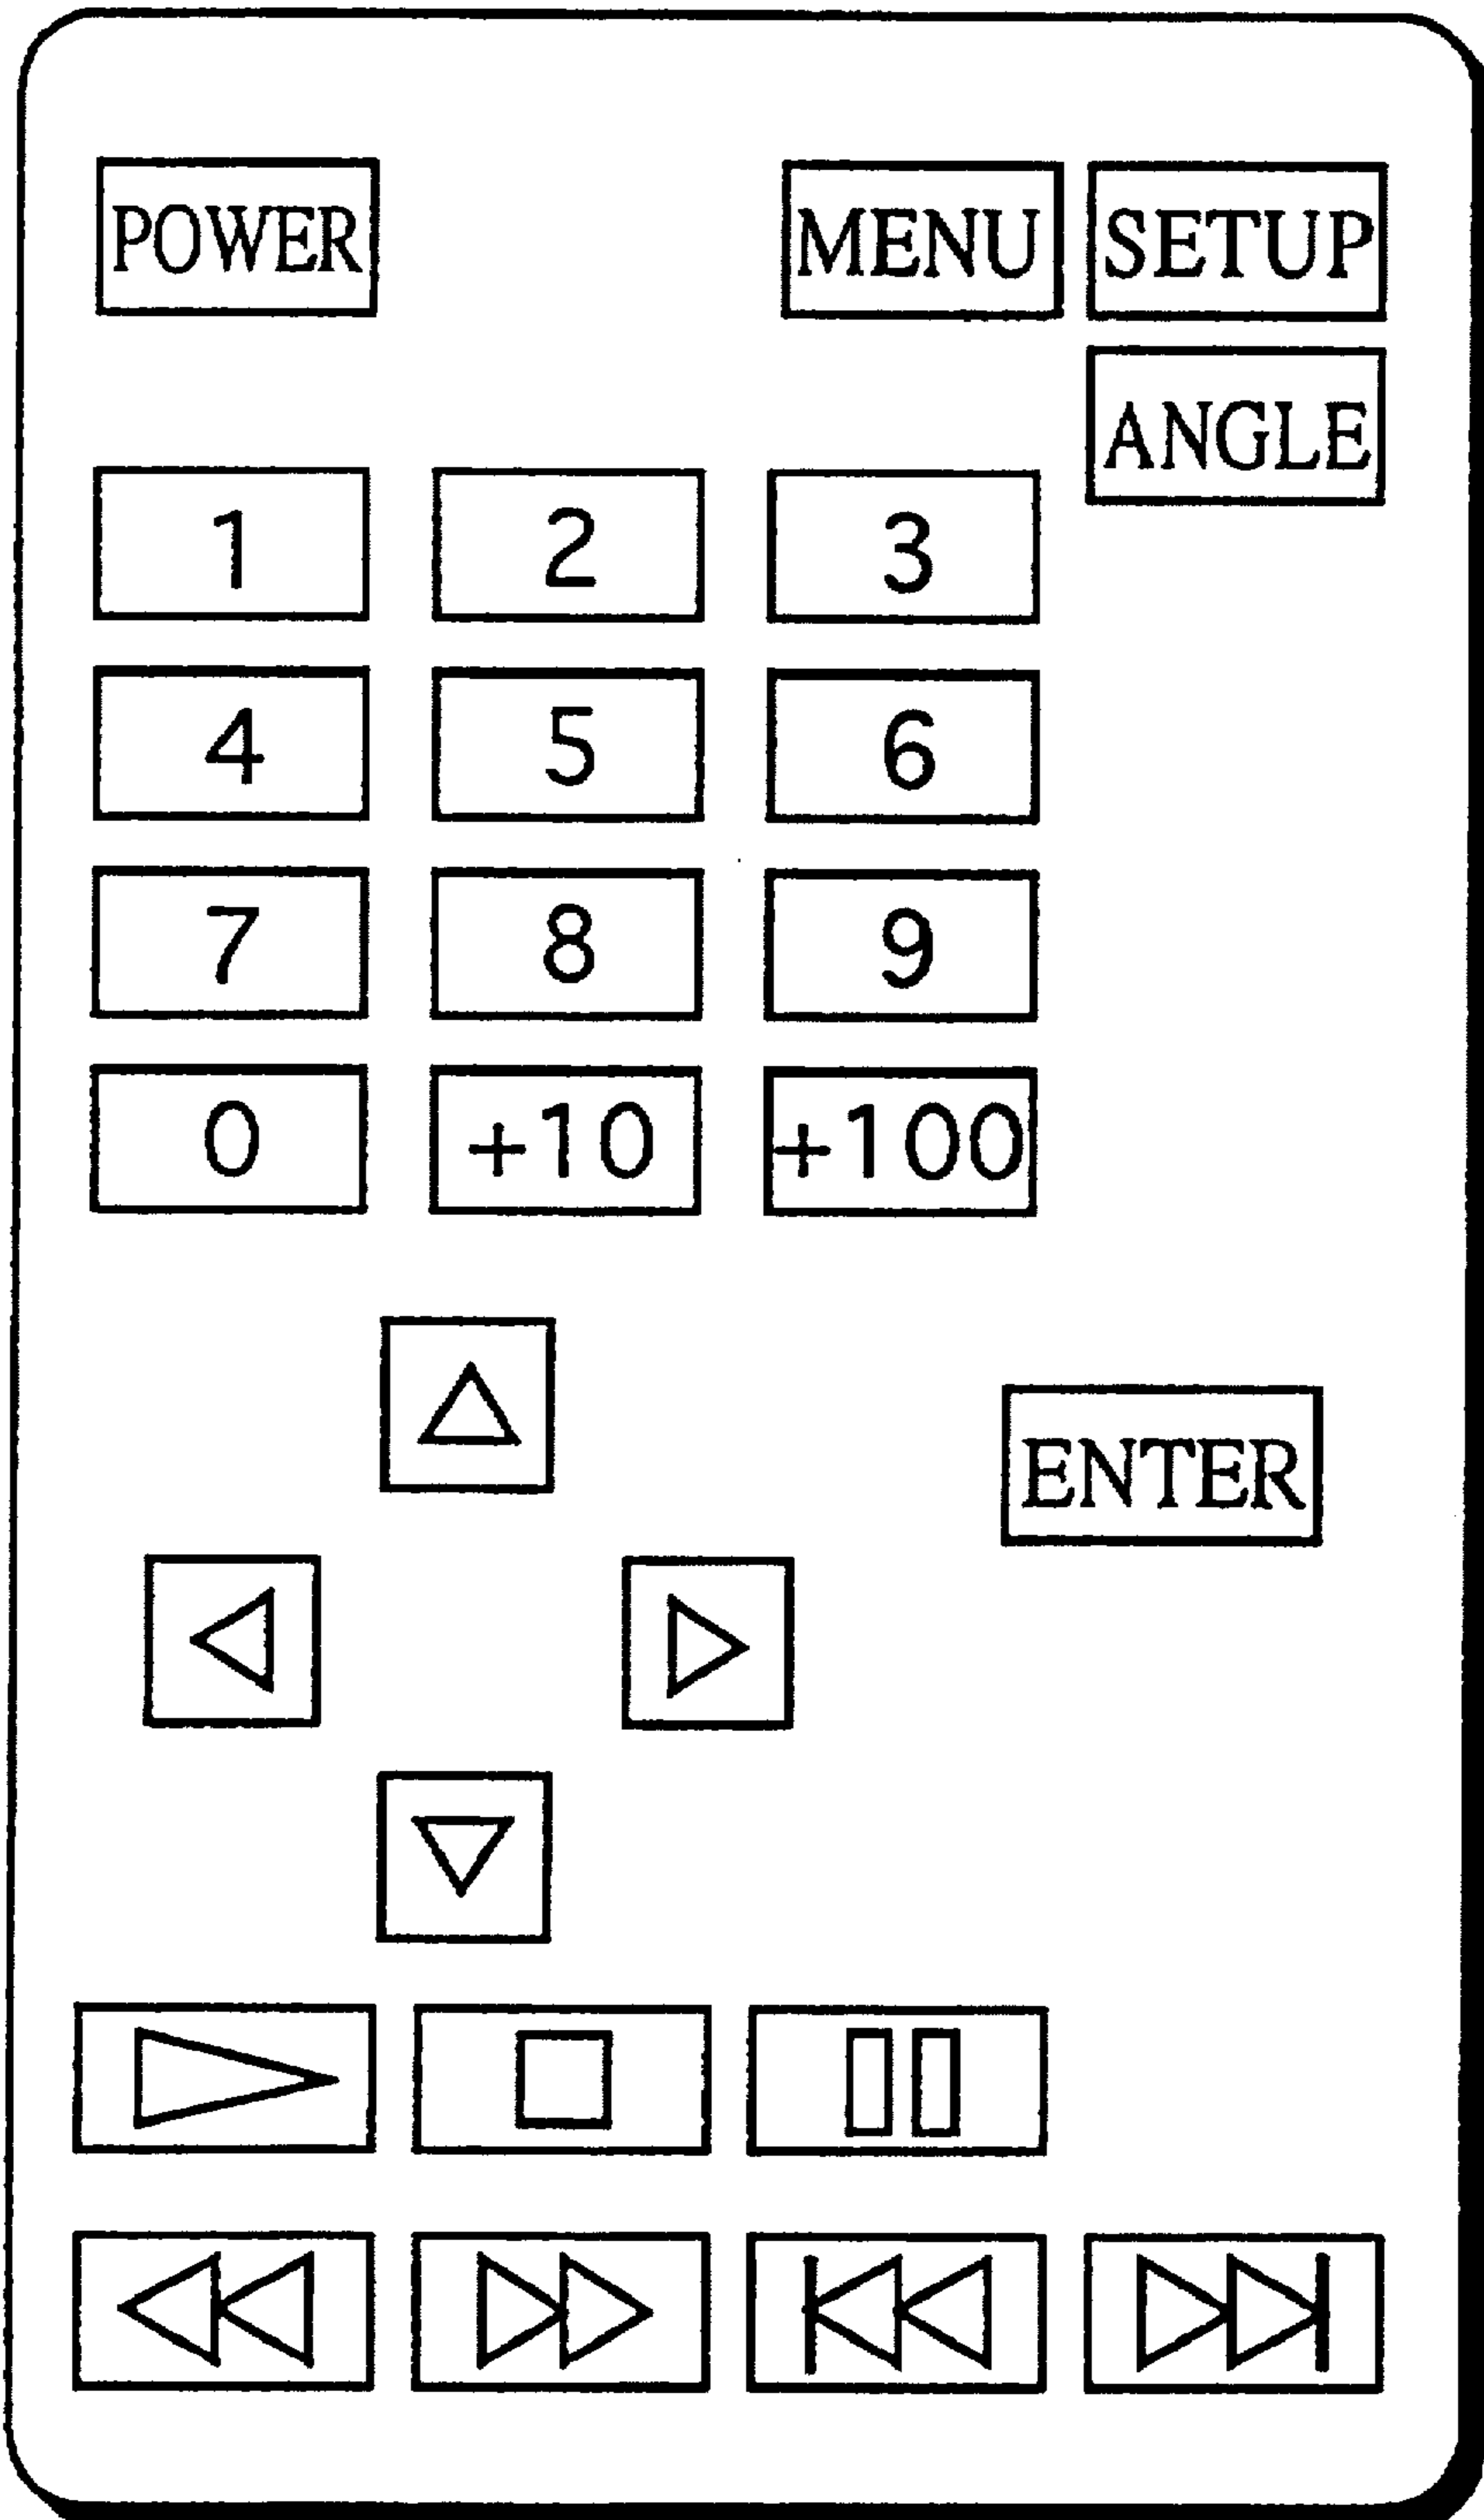 POWER MENU SETUP
ANGLE
1 2 3
4 5 6
7 8 9
0 +10 +100
ENTER